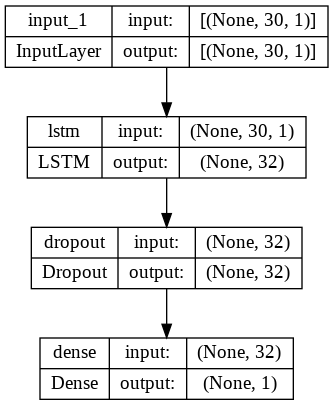 input_1 input: [(None, 30, 1)]
InputLayer output: [(None, 30, 1)]
lstm input: (None, 30, 1)
LSTM output: (None, 32)
dropout input: (None, 32)
Dropout output: (None, 32)
dense input: (None, 32)
Dense output: (None, 1)